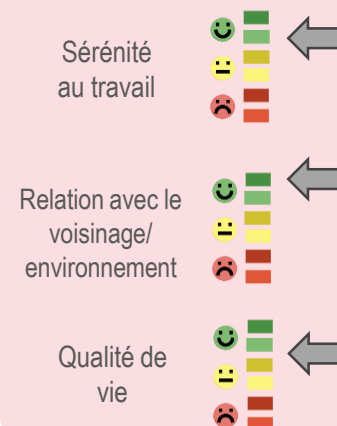 Sérénité
au travail
Relation avec le
voisinage/
environnement
Qualité de
vie